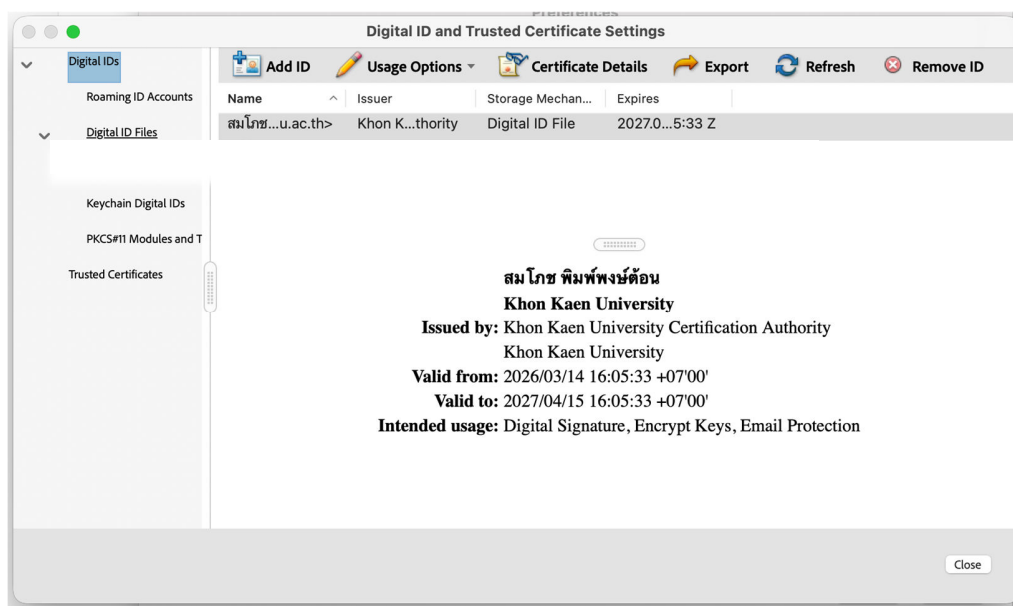 Preferences
Digital ID and Trusted Certificate Settings
Digital IDs
Roaming ID Accounts
Digital ID Files
Keychain Digital IDs
PKCS#11 Modules and T
Trusted Certificates
Add ID Usage Options Certificate Details Export Refresh Remove ID
Name Issuer Storage Mechan... Expires
สมโภช...u.ac.th> Khon K...thority Digital ID File 2027.0...5:33 Z
สมโภช พิมพ์พงษ์ต้อน
Khon Kaen University
Issued by: Khon Kaen University Certification Authority
Khon Kaen University
Valid from: 2026/03/14 16:05:33 +07'00'
Valid to: 2027/04/15 16:05:33 +07'00'
Intended usage: Digital Signature, Encrypt Keys, Email Protection
Close